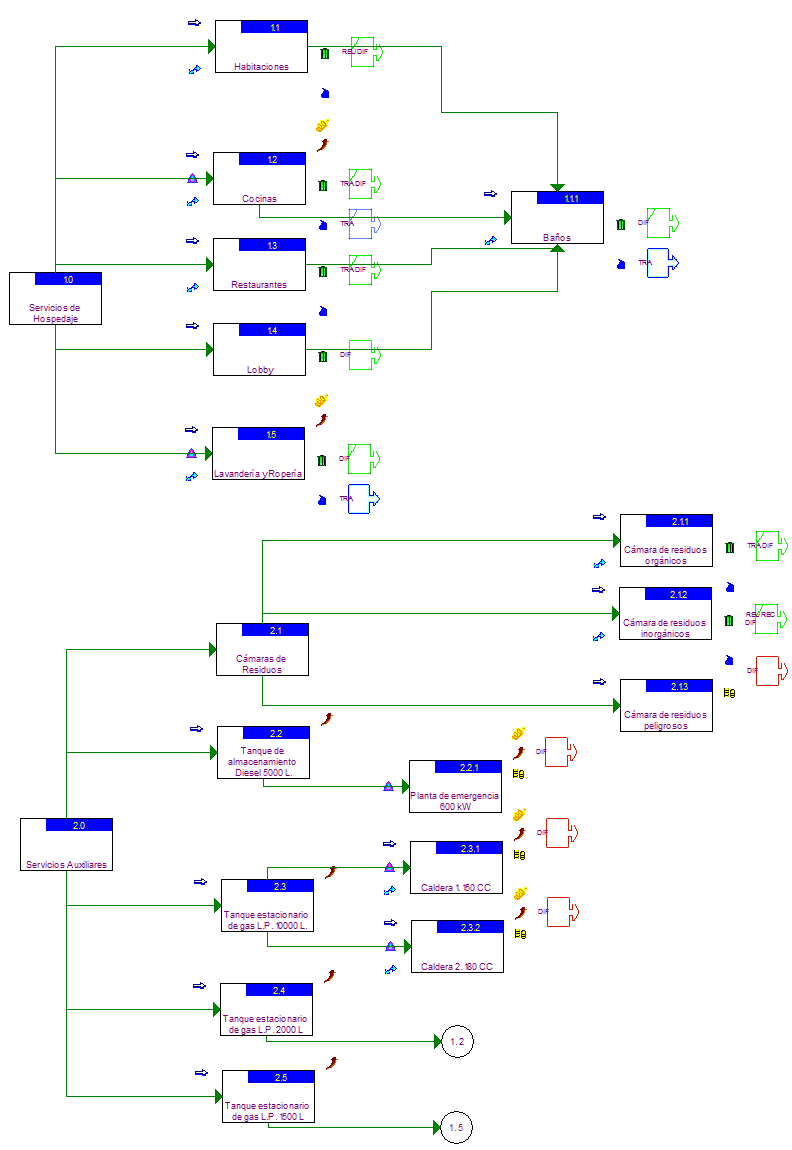 1.1
Habitaciones
REU DIF
1.2
Cocinas
TRA DIF
TRA
1.1.1
Baños
DIF
TRA
1.3
Restaurantes
TRA DIF
1.0
Servicios de
Hospedaje
1.4
Lobby
DIF
1.5
Lavandería y Ropería
DIF
TRA
2.1.1
Cámara de residuos
orgánicos
TRA DIF
2.1.2
Cámara de residuos
inorgánicos
REU REC
DIF
2.1
Cámaras de
Residuos
DIF
2.1.3
Cámara de residuos
peligrosos
2.2
Tanque de
almacenamiento
Diesel 5000 L.
DIF
2.2.1
Planta de emergencia
600 kW
2.0
Servicios Auxiliares
DIF
2.3.1
Caldera 1. 150 CC
2.3
Tanque estacionario
de gas L.P. 10000 L.
DIF
2.3.2
Caldera 2. 180 CC
2.4
Tanque estacionario
de gas L.P. 2000 L
1.2
2.5
Tanque estacionario
de gas L.P. 1500 L
1.5